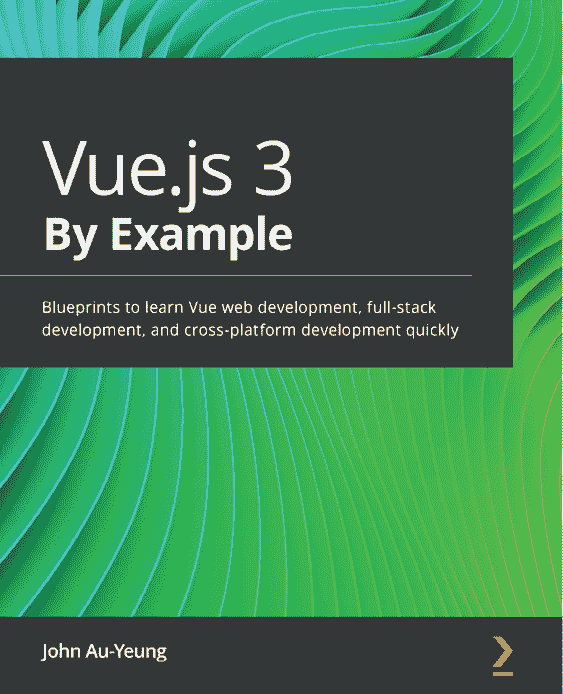 Vue.js 3
By Example
Blueprints to learn Vue web development, full-stack
development, and cross-platform development quickly
John Au-Yeung